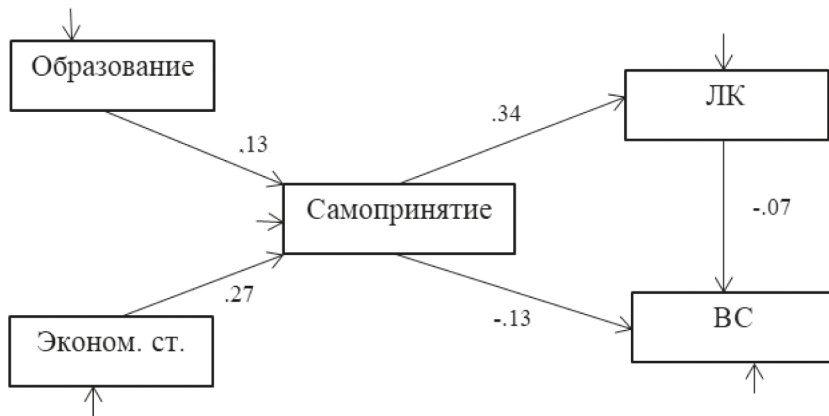 Образование
ЛК
.34
.13
Самопринятие
-.07
.27
-.13
Эконом. ст.
ВС